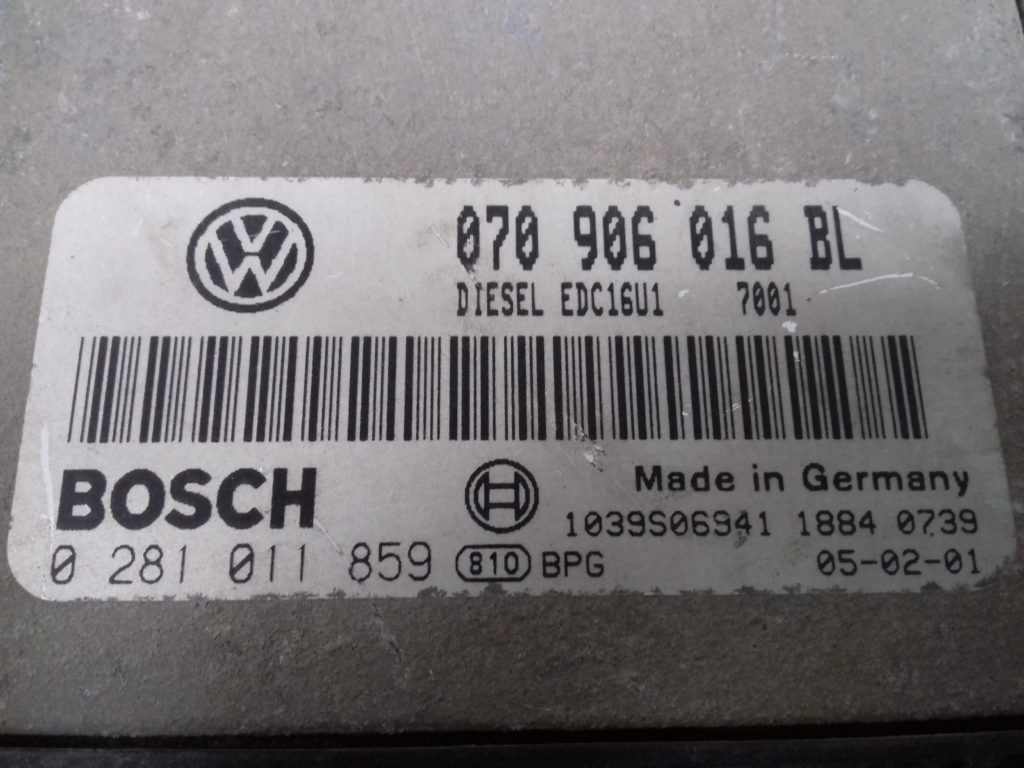 070 906 016 BL
DIESEL EDC16U1 7001
BOSCH
Made in Germany
1039S06941 1884 0739
0 281 011 859 810 BPG 05-02-01